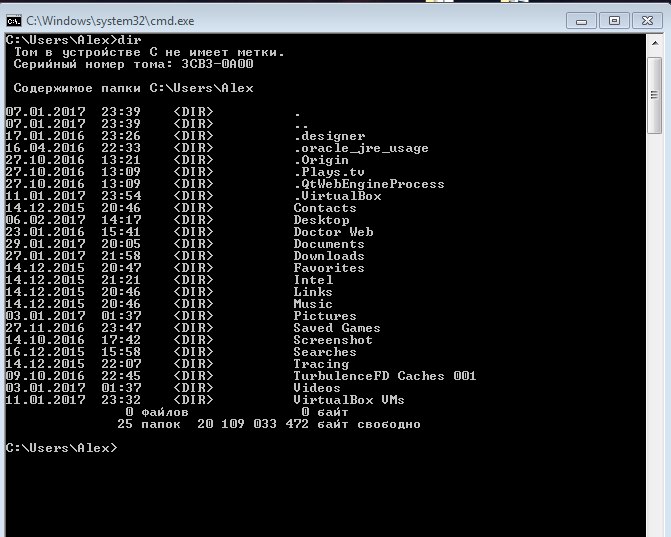 C:\Windows\system32\cmd.exe
C:\Users\Alex>dir
Том в устройстве C не имеет метки.
Серийный номер тома: 3CB3-0A00
Содержимое папки C:\Users\Alex
07.01.2017 23:39 <DIR> .
07.01.2017 23:39 <DIR> ..
17.01.2016 23:26 <DIR> .designer
16.04.2016 22:33 <DIR> .oracle_jre_usage
27.10.2016 13:21 <DIR> .Origin
27.10.2016 13:09 <DIR> .Plays.tv
27.10.2016 13:09 <DIR> .QtWebEngineProcess
11.01.2017 23:54 <DIR> .VirtualBox
14.12.2015 20:46 <DIR> Contacts
06.02.2017 14:17 <DIR> Desktop
23.01.2016 15:41 <DIR> Doctor Web
29.01.2017 20:05 <DIR> Documents
27.01.2017 21:58 <DIR> Downloads
14.12.2015 20:47 <DIR> Favorites
14.12.2015 21:21 <DIR> Intel
14.12.2015 20:46 <DIR> Links
14.12.2015 20:46 <DIR> Music
03.01.2017 01:37 <DIR> Pictures
27.11.2016 23:47 <DIR> Saved Games
14.10.2016 17:42 <DIR> Screenshot
16.12.2015 15:58 <DIR> Searches
14.12.2015 22:07 <DIR> Tracing
09.10.2016 22:45 <DIR> TurbulenceFD Caches 001
03.01.2017 01:37 <DIR> Videos
11.01.2017 23:32 <DIR> VirtualBox VMs
0 файлов 0 байт
25 папок 20 109 033 472 байт свободно
C:\Users\Alex>